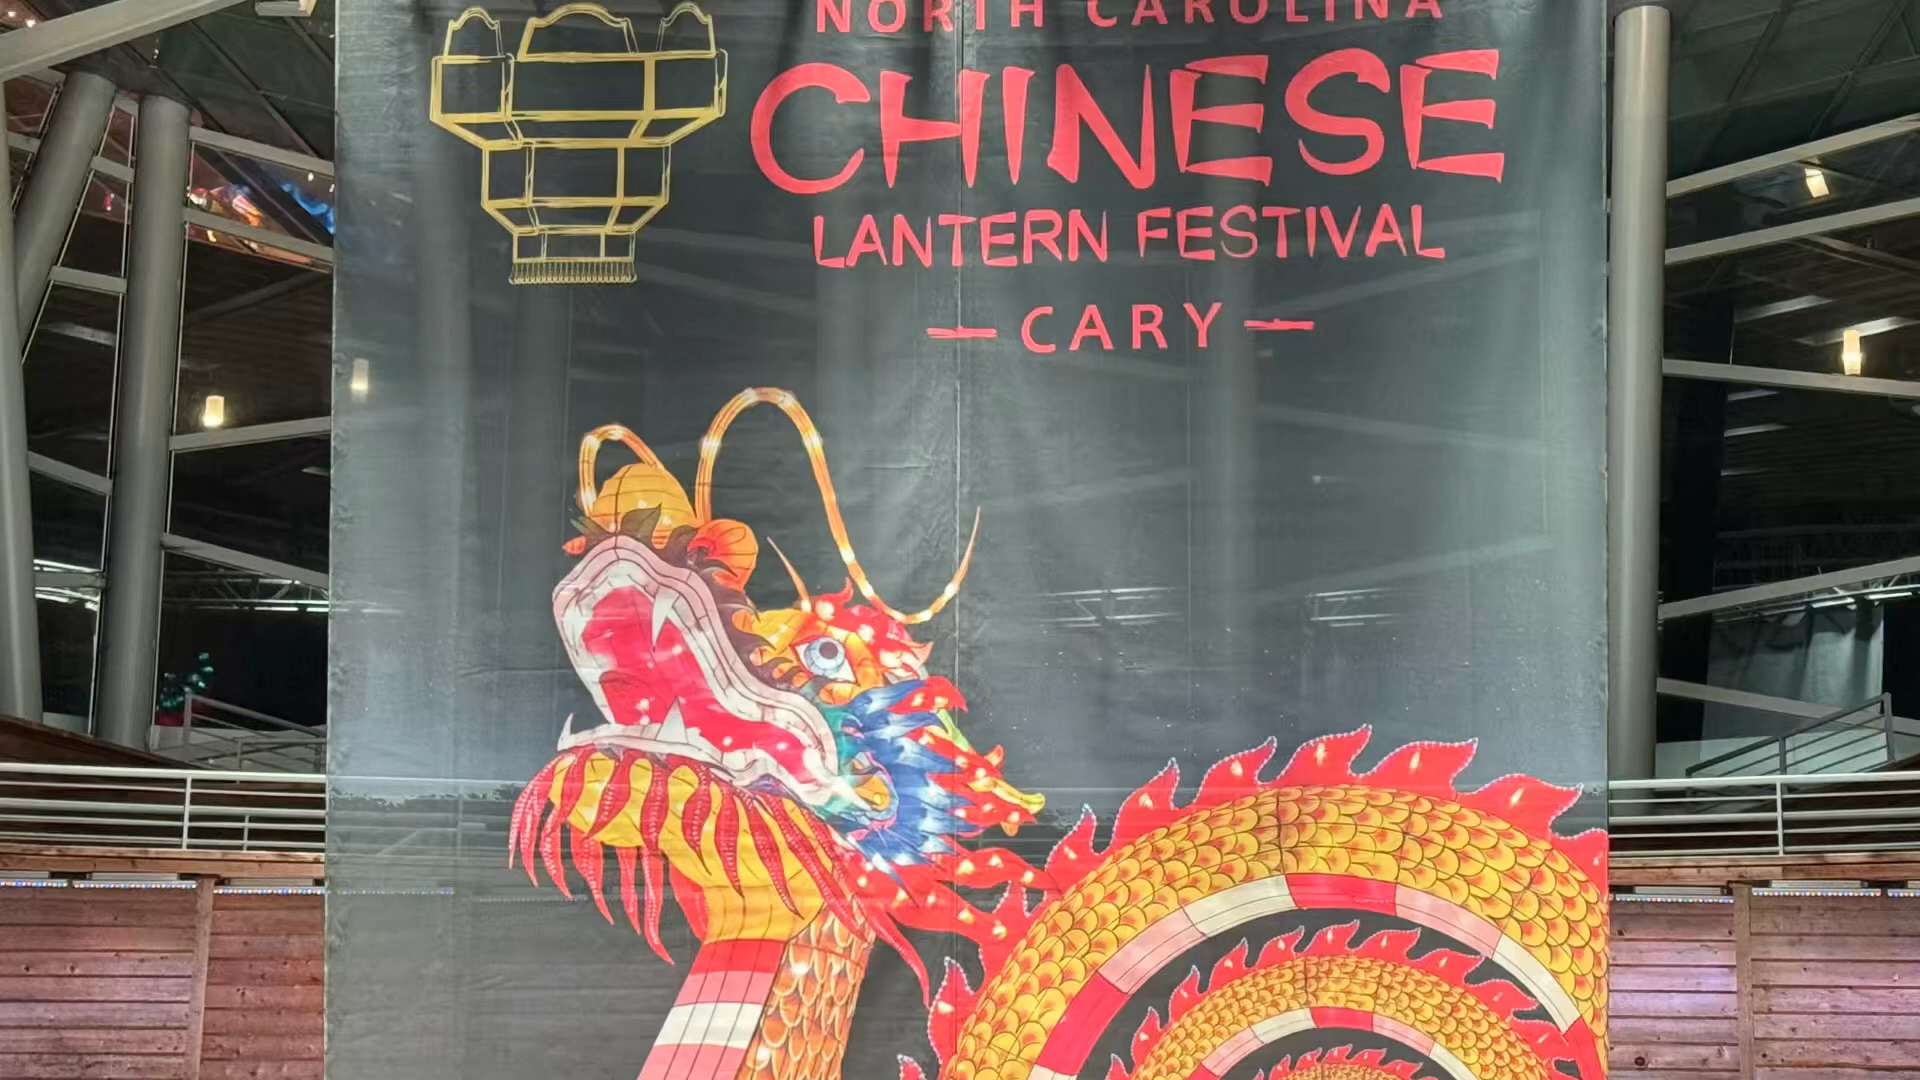 NORTH CAROLINA
CHINESE
LANTERN FESTIVAL
— CARY —